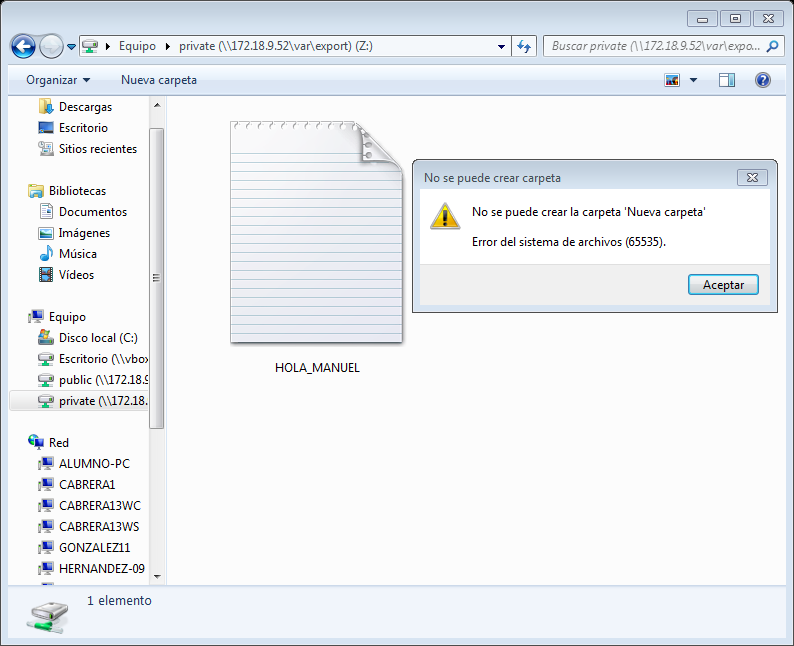 Equipo
private (\\172.18.9.52\var\export) (Z:)
Buscar private (\\172.18.9.52\var\expo...
Organizar
Nueva carpeta
Descargas
Escritorio
Sitios recientes
Bibliotecas
Documentos
Imágenes
Música
Vídeos
Equipo
Disco local (C:)
Escritorio (\\vbox
public (\\172.18.9
private (\\172.18.
Red
ALUMNO-PC
CABRERA1
CABRERA13WC
CABRERA13WS
GONZALEZ11
HERNANDEZ-09
HOLA_MANUEL
No se puede crear carpeta
No se puede crear la carpeta 'Nueva carpeta'
Error del sistema de archivos (65535).
Aceptar
1 elemento